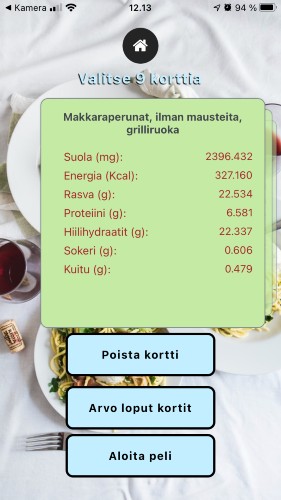 Kamera
12.13
94 %
Valitse 9 korttia
Makkaraperunat, ilman mausteita,
grilliruoka
Suola (mg): 2396.432
Energia (Kcal): 327.160
Rasva (g): 22.534
Proteiini (g): 6.581
Hiilihydraatit (g): 22.337
Sokeri (g): 0.606
Kuitu (g): 0.479
Poista kortti
Arvo loput kortit
Aloita peli